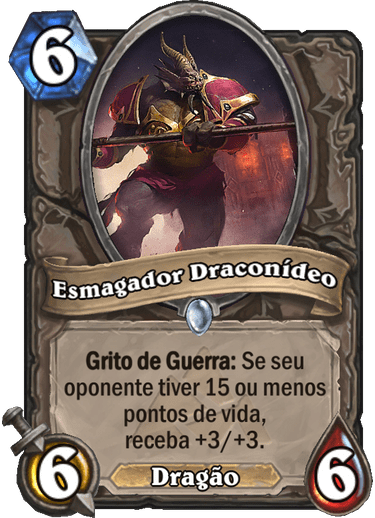 6
Esmagador Draconídeo
Grito de Guerra: Se seu
oponente tiver 15 ou menos
pontos de vida,
receba +3/+3.
6
Dragão
6